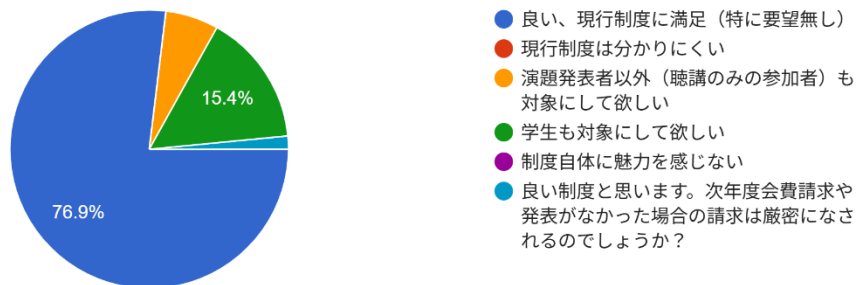 15.4%
76.9%
良い、現行制度に満足（特に要望無し）
現行制度は分かりにくい
演題発表者以外（聴講のみの参加者）も
対象にして欲しい
学生も対象にして欲しい
制度自体に魅力を感じない
良い制度と思います。次年度会費請求や
発表がなかった場合の請求は厳密になさ
れるのでしょうか？